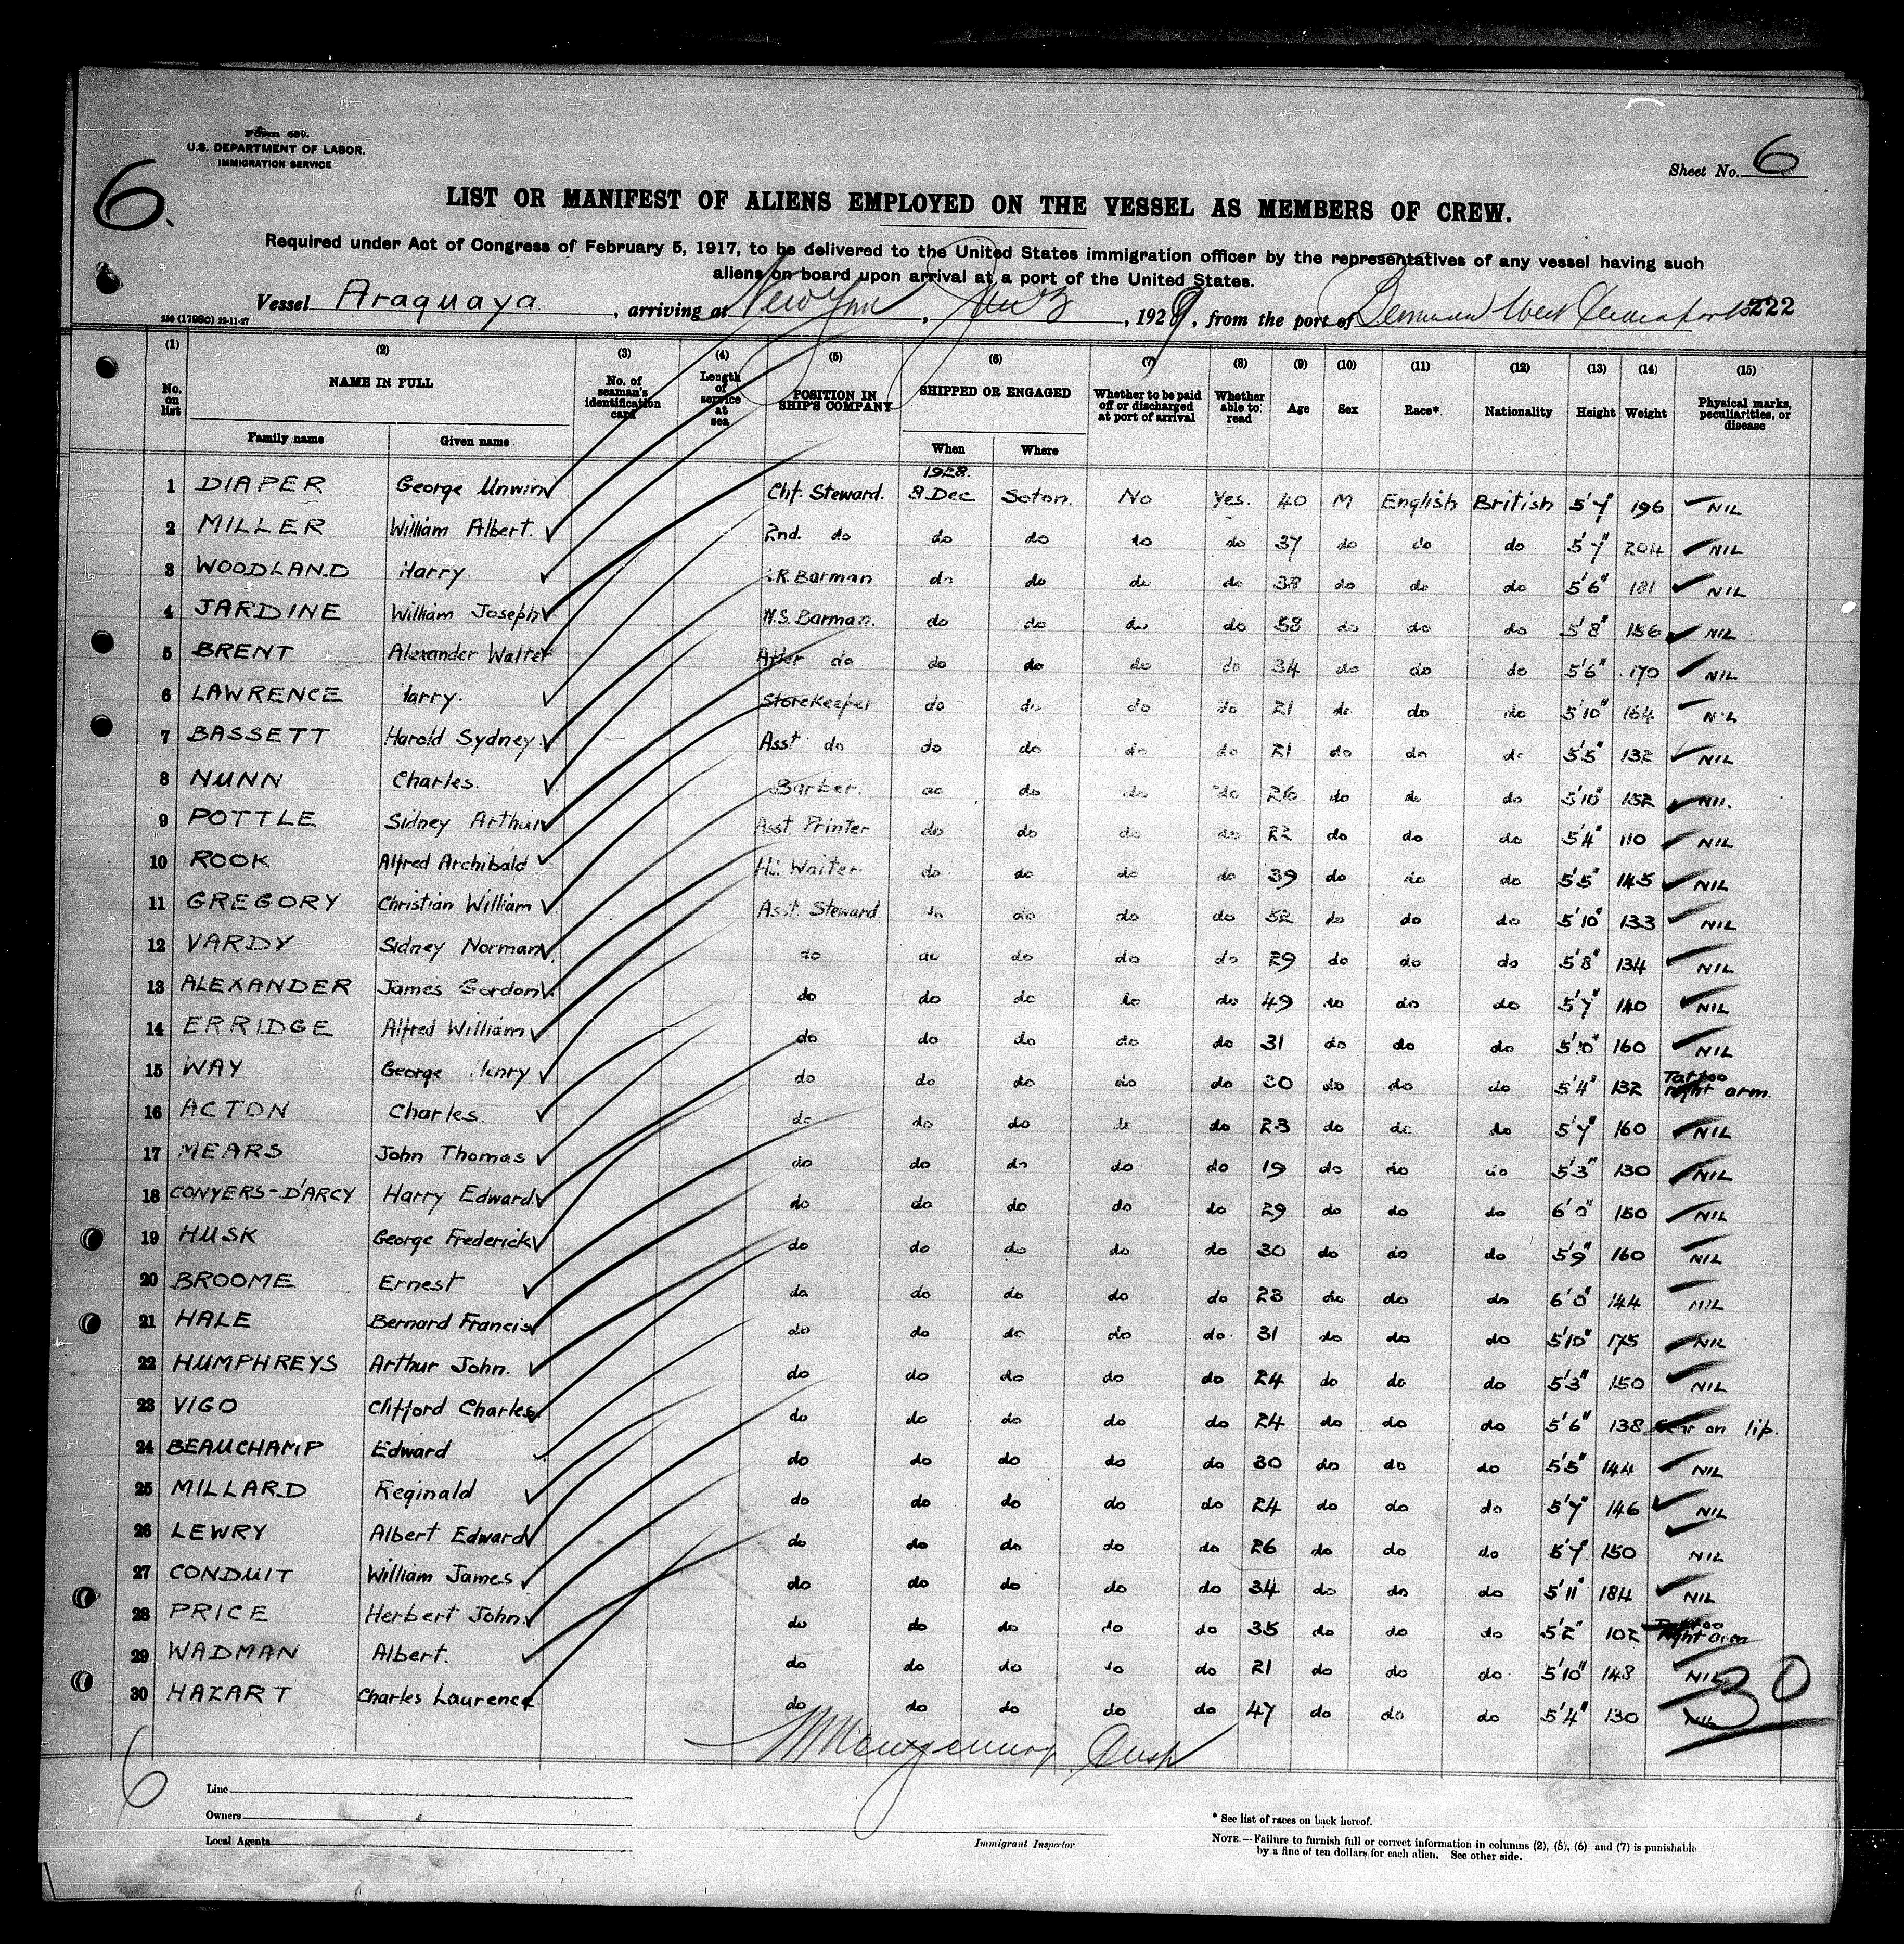 Form 680.
U.S. DEPARTMENT OF LABOR.
IMMIGRATION SERVICE
6.
Sheet No. 6
LIST OR MANIFEST OF ALIENS EMPLOYED ON THE VESSEL AS MEMBERS OF CREW.
Required under Act of Congress of February 5, 1917, to be delivered to the United States immigration officer by the representatives of any vessel having such
aliens on board upon arrival at a port of the United States.
Vessel Araguaya, arriving at New York, 1929, from the port of West 222
250 (1798C) 22-11-27
(1) (2) (3) (4) (5) (6) (7) (8) (9) (10) (11) (12) (13) (14) (15)
No. on list NAME IN FULL No. of seaman's identification card Length of service at sea POSITION IN SHIP'S COMPANY SHIPPED OR ENGAGED Whether to be paid off or discharged at port of arrival Whether able to read Age Sex Race*. Nationality Height Weight Physical marks, peculiarities, or disease
Family name Given name When Where
1928.
1 DIAPER George Unwin Chf. Steward. 8 Dec Soton. No Yes. 40 M English British 5'7" 196 NIL
2 MILLER William Albert. 2nd. do do do do do 37 do do do 5'7" 204 NIL
3 WOODLAND Harry. S.R. Barman do do do do 38 do do do 5'6" 181 NIL
4 JARDINE William Joseph W.S. Barman. do do do do 58 do do do 5'8" 156 NIL
5 BRENT Alexander Walter After do do do do do 34 do do do 5'6" 170 NIL
6 LAWRENCE Harry. Storekeeper do do do do 21 do do do 5'10" 164 NIL
7 BASSETT Harold Sydney. Asst do do do do do 21 do do do 5'5" 132 NIL
8 NUNN Charles. Barber. do do do do 26 do do do 5'10" 152 NIL.
9 POTTLE Sidney Arthur Asst Printer do do do do 22 do do do 5'4" 110 NIL
10 ROOK Alfred Archibald Hd. Waiter do do do do 39 do do do 5'5" 145 NIL
11 GREGORY Christian William Asst. Steward do do do do 52 do do do 5'10" 133 NIL
12 VARDY Sidney Norman. do do do do do 29 do do do 5'8" 134 NIL
13 ALEXANDER James Gordon. do do do do do 49 do do do 5'7" 140 NIL
14 ERRIDGE Alfred William do do do do do 31 do do do 5'10" 160 NIL
15 WAY George Henry do do do do do 30 do do do 5'4" 132 Tattoo right arm.
16 ACTON Charles. do do do do do 23 do do do 5'7" 160 NIL
17 MEARS John Thomas do do do do do 19 do do do 5'3" 130 NIL
18 CONYERS-D'ARCY Harry Edward. do do do do do 29 do do do 6'0" 150 NIL
19 HUSK George Frederick do do do do do 30 do do do 5'9" 160 NIL
20 BROOME Ernest do do do do do 23 do do do 6'0" 144 NIL
21 HALE Bernard Francis do do do do do 31 do do do 5'10" 175 NIL
22 HUMPHREYS Arthur John. do do do do do 24 do do do 5'3" 150 NIL
23 VIGO Clifford Charles. do do do do do 24 do do do 5'6" 138 Scar on lip.
24 BEAUCHAMP Edward do do do do do 30 do do do 5'5" 144 NIL
25 MILLARD Reginald do do do do do 24 do do do 5'7" 146 NIL
26 LEWRY Albert Edward do do do do do 26 do do do 5'7" 150 NIL
27 CONDUIT William James do do do do do 34 do do do 5'11" 184 NIL
28 PRICE Herbert John. do do do do do 35 do do do 5'2" 102 Tattoo right arm
29 WADMAN Albert. do do do do do 21 do do do 5'10" 148 NIL
30 HAZART Charles Laurence do do do do do 47 do do do 5'4" 130 NIL
30
6
Line
Owners
Local Agents
Immigrant Inspector
* See list of races on back hereof.
NOTE.—Failure to furnish full or correct information in columns (2), (5), (6) and (7) is punishable
by a fine of ten dollars for each alien. See other side.